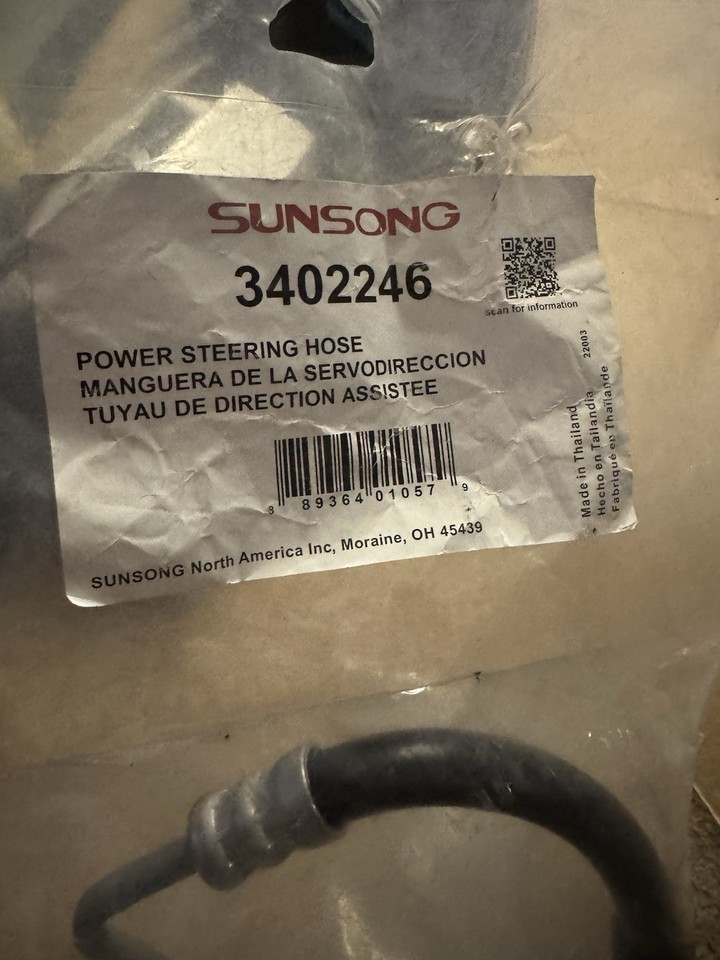 SUNSONG
3402246
scan for information
POWER STEERING HOSE
MANGUERA DE LA SERVODIRECCION
TUYAU DE DIRECTION ASSISTEE
8 89364 01057 9
SUNSONG North America Inc, Moraine, OH 45439
Made in Thailand 22003
Hecho en Tailandia
Fabriqué en Thaïlande